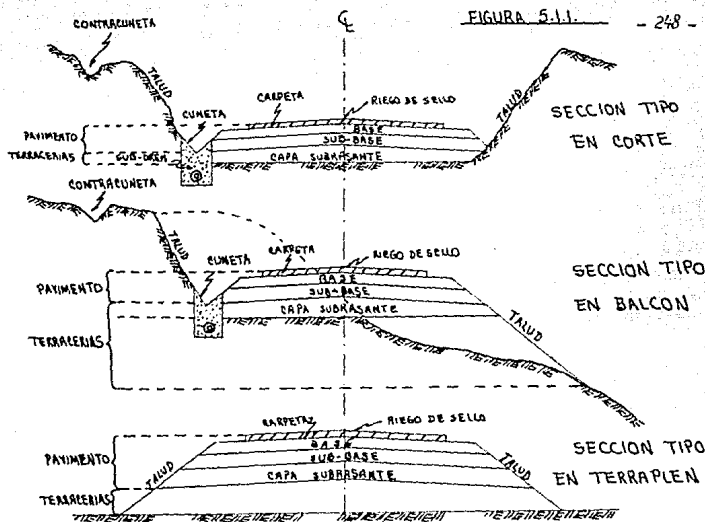 FIGURA 5.1.1.
- 248 -
CL
CONTRACUNETA
TALUD
CUNETA
CARPETA
RIEGO DE SELLO
TALUD
SECCION TIPO
EN CORTE
PAVIMENTO
TERRACERIAS
SUB-DREN
BASE
SUB-BASE
CAPA SUBRASANTE
CONTRACUNETA
TALUD
CUNETA
CARPETA
RIEGO DE SELLO
SECCION TIPO
EN BALCON
PAVIMENTO
TERRACERIAS
BASE
SUB-BASE
CAPA SUBRASANTE
TALUD
CARPETA
RIEGO DE SELLO
SECCION TIPO
EN TERRAPLEN
PAVIMENTO
TERRACERIAS
TALUD
BASE
SUB-BASE
CAPA SUBRASANTE
TALUD